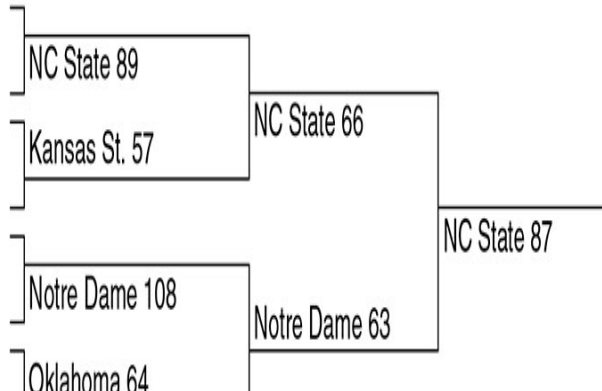 NC State 89
Kansas St. 57
NC State 66
NC State 87
Notre Dame 108
Notre Dame 63
Oklahoma 64